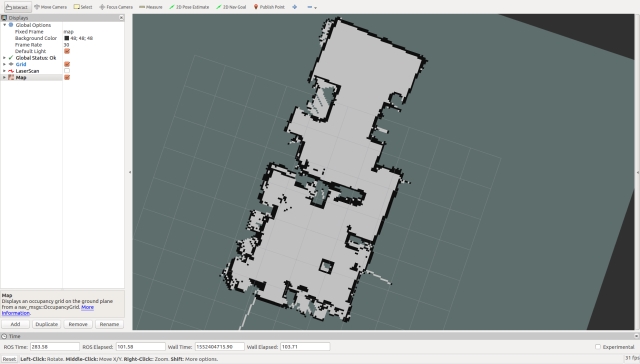 Interact Move Camera Select Focus Camera Measure 2D Pose Estimate 2D Nav Goal Publish Point
Displays
Global Options
Fixed Frame map
Background Color 48; 48; 48
Frame Rate 30
Default Light
Global Status: Ok
Grid
LaserScan
Map
Map
Displays an occupancy grid on the ground plane
from a nav_msgs::OccupancyGrid. More
Information.
Add Duplicate Remove Rename
Time
ROS Time: 283.58 ROS Elapsed: 101.58 Wall Time: 1552404715.90 Wall Elapsed: 103.71 Experimental
Reset Left-Click: Rotate. Middle-Click: Move X/Y. Right-Click: Zoom. Shift: More options. 31 fps